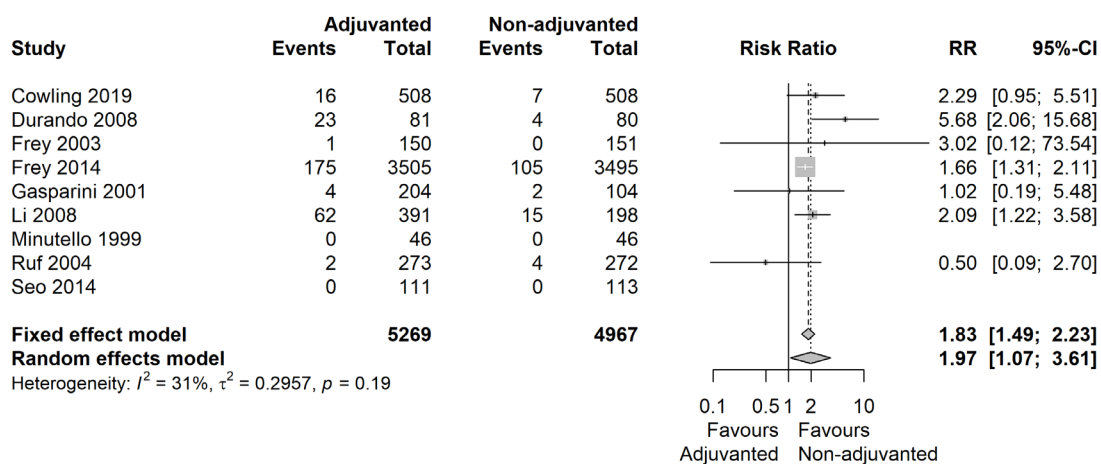 Adjuvanted Non-adjuvanted
Study Events Total Events Total Risk Ratio RR 95%-CI
Cowling 2019 16 508 7 508 2.29 [0.95; 5.51]
Durando 2008 23 81 4 80 5.68 [2.06; 15.68]
Frey 2003 1 150 0 151 3.02 [0.12; 73.54]
Frey 2014 175 3505 105 3495 1.66 [1.31; 2.11]
Gasparini 2001 4 204 2 104 1.02 [0.19; 5.48]
Li 2008 62 391 15 198 2.09 [1.22; 3.58]
Minutello 1999 0 46 0 46
Ruf 2004 2 273 4 272 0.50 [0.09; 2.70]
Seo 2014 0 111 0 113
Fixed effect model 5269 4967 1.83 [1.49; 2.23]
Random effects model 1.97 [1.07; 3.61]
Heterogeneity: I² = 31%, τ² = 0.2957, p = 0.19
0.1 0.5 1 2 10
Favours Favours
Adjuvanted Non-adjuvanted